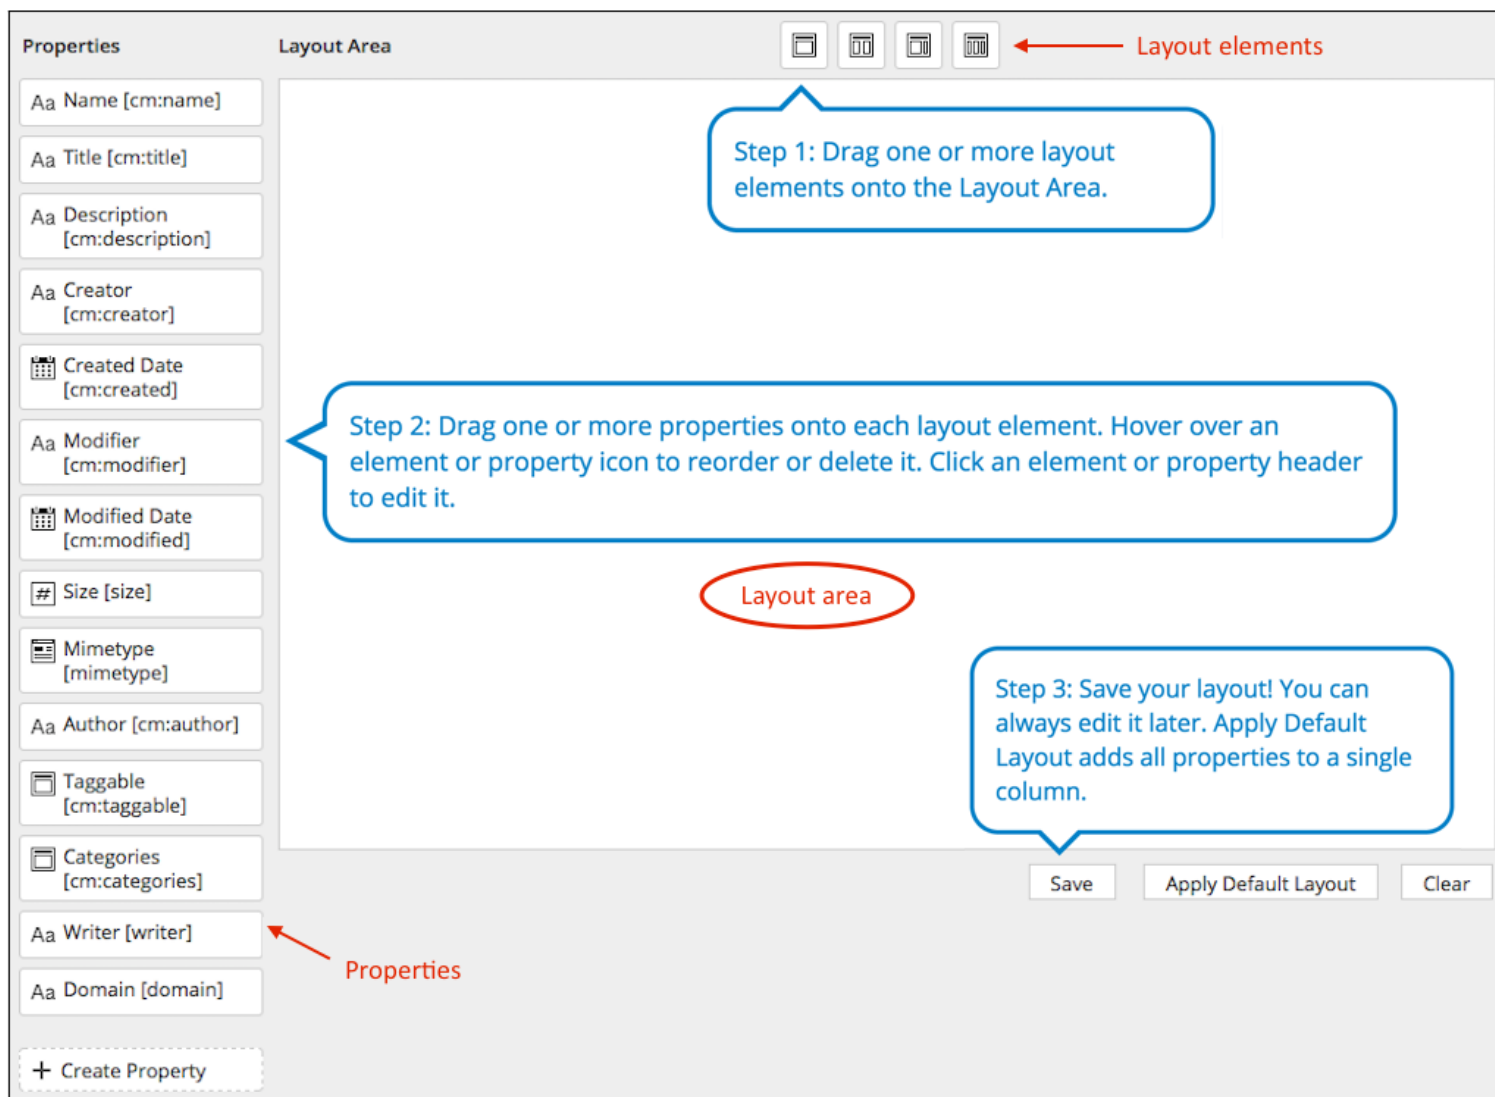 Properties
Layout Area
Layout elements
Aa Name [cm:name]
Aa Title [cm:title]
Aa Description
[cm:description]
Aa Creator
[cm:creator]
Created Date
[cm:created]
Aa Modifier
[cm:modifier]
Modified Date
[cm:modified]
# Size [size]
Mimetype
[mimetype]
Aa Author [cm:author]
Taggable
[cm:taggable]
Categories
[cm:categories]
Aa Writer [writer]
Aa Domain [domain]
+ Create Property
Step 1: Drag one or more layout
elements onto the Layout Area.
Step 2: Drag one or more properties onto each layout element. Hover over an
element or property icon to reorder or delete it. Click an element or property header
to edit it.
Layout area
Step 3: Save your layout! You can
always edit it later. Apply Default
Layout adds all properties to a single
column.
Save
Apply Default Layout
Clear
Properties